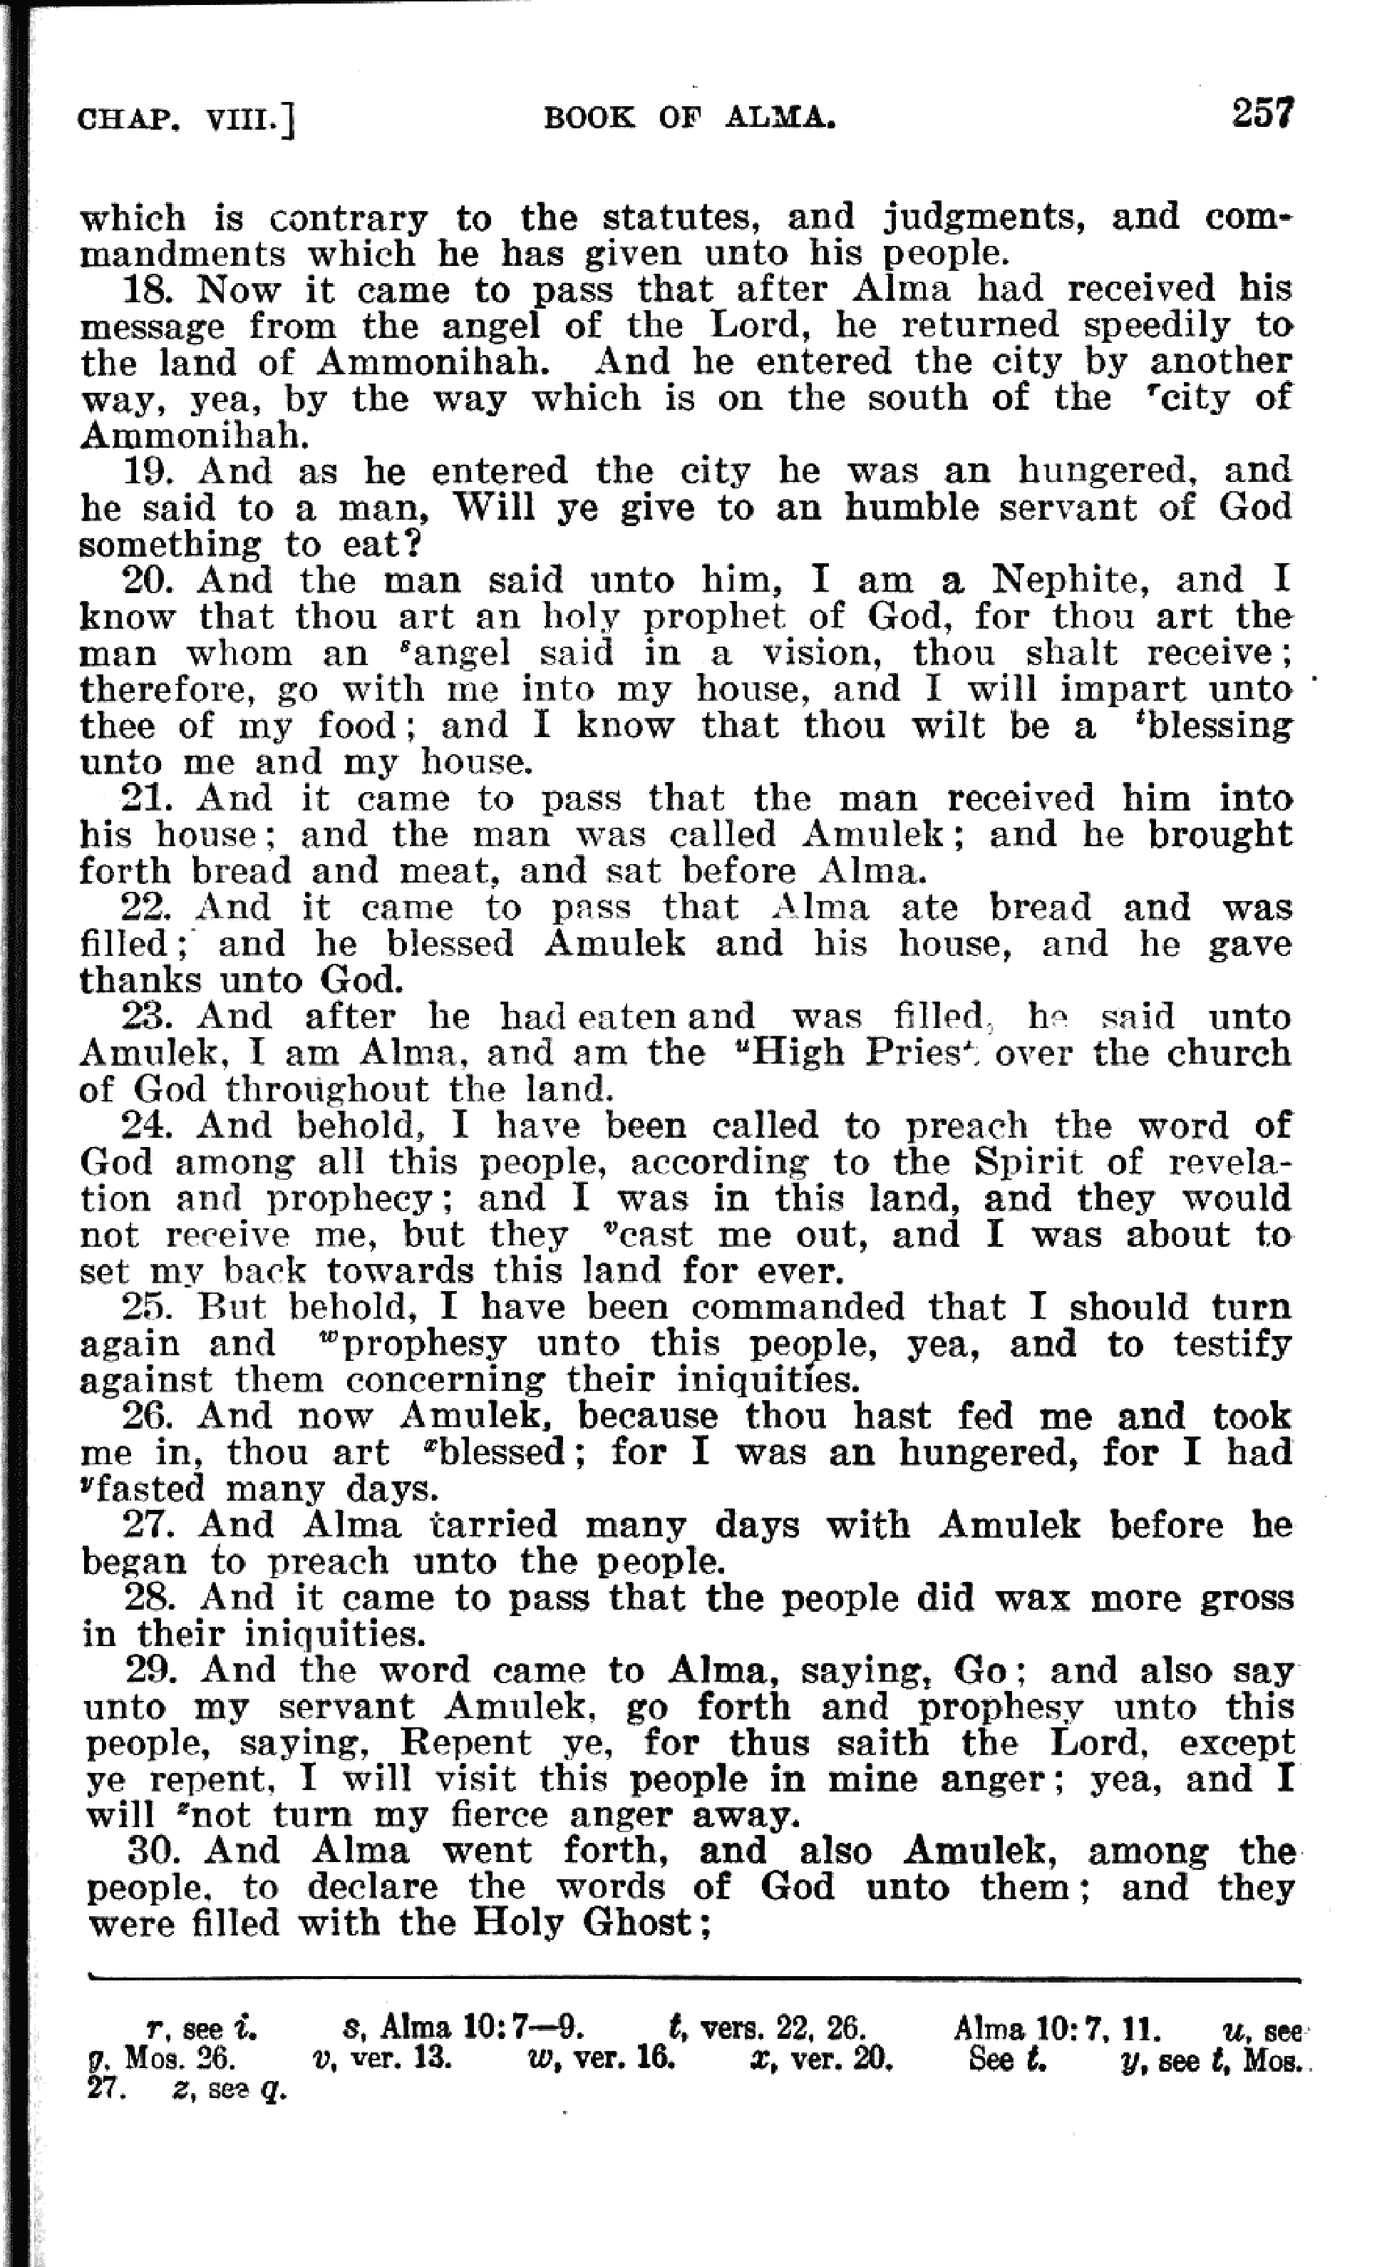 CHAP. VIII.] BOOK OF ALMA. 257
which is contrary to the statutes, and judgments, and com-
mandments which he has given unto his people.
18. Now it came to pass that after Alma had received his
message from the angel of the Lord, he returned speedily to
the land of Ammonihah. And he entered the city by another
way, yea, by the way which is on the south of the rcity of
Ammonihah.
19. And as he entered the city he was an hungered, and
he said to a man, Will ye give to an humble servant of God
something to eat?
20. And the man said unto him, I am a Nephite, and I
know that thou art an holy prophet of God, for thou art the
man whom an sangel said in a vision, thou shalt receive;
therefore, go with me into my house, and I will impart unto
thee of my food; and I know that thou wilt be a tblessing
unto me and my house.
21. And it came to pass that the man received him into
his house; and the man was called Amulek; and he brought
forth bread and meat, and sat before Alma.
22. And it came to pass that Alma ate bread and was
filled; and he blessed Amulek and his house, and he gave
thanks unto God.
23. And after he had eaten and was filled, he said unto
Amulek, I am Alma, and am the uHigh Priest over the church
of God throughout the land.
24. And behold, I have been called to preach the word of
God among all this people, according to the Spirit of revela-
tion and prophecy; and I was in this land, and they would
not receive me, but they vcast me out, and I was about to
set my back towards this land for ever.
25. But behold, I have been commanded that I should turn
again and wprophesy unto this people, yea, and to testify
against them concerning their iniquities.
26. And now Amulek, because thou hast fed me and took
me in, thou art xblessed; for I was an hungered, for I had
yfasted many days.
27. And Alma tarried many days with Amulek before he
began to preach unto the people.
28. And it came to pass that the people did wax more gross
in their iniquities.
29. And the word came to Alma, saying, Go; and also say
unto my servant Amulek, go forth and prophesy unto this
people, saying, Repent ye, for thus saith the Lord, except
ye repent, I will visit this people in mine anger; yea, and I
will znot turn my fierce anger away.
30. And Alma went forth, and also Amulek, among the
people, to declare the words of God unto them; and they
were filled with the Holy Ghost;
r, see i. s, Alma 10:7—9. t, vers. 22, 26. Alma 10:7, 11. u, see
g, Mos. 26. v, ver. 13. w, ver. 16. x, ver. 20. See t. y, see t, Mos.
27. z, see q.